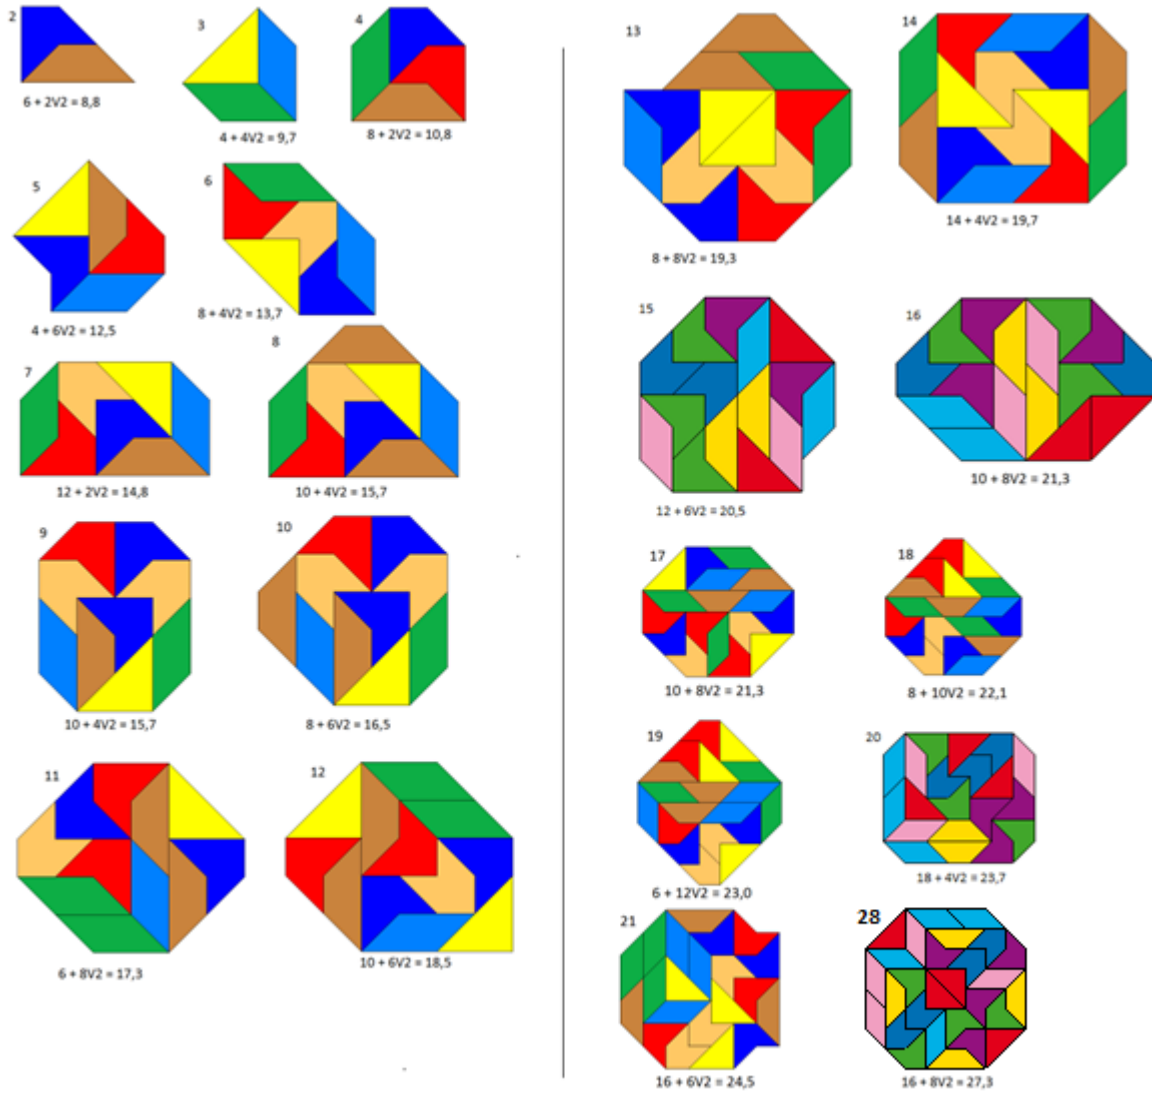 2
6 + 2V2 = 8,8
3
4 + 4V2 = 9,7
4
8 + 2V2 = 10,8
5
4 + 6V2 = 12,5
6
8 + 4V2 = 13,7
7
12 + 2V2 = 14,8
8
10 + 4V2 = 15,7
9
10 + 4V2 = 15,7
10
8 + 6V2 = 16,5
11
6 + 8V2 = 17,3
12
10 + 6V2 = 18,5
13
8 + 8V2 = 19,3
14
14 + 4V2 = 19,7
15
12 + 6V2 = 20,5
16
10 + 8V2 = 21,3
17
10 + 8V2 = 21,3
18
8 + 10V2 = 22,1
19
6 + 12V2 = 23,0
20
18 + 4V2 = 23,7
21
16 + 6V2 = 24,5
28
16 + 8V2 = 27,3